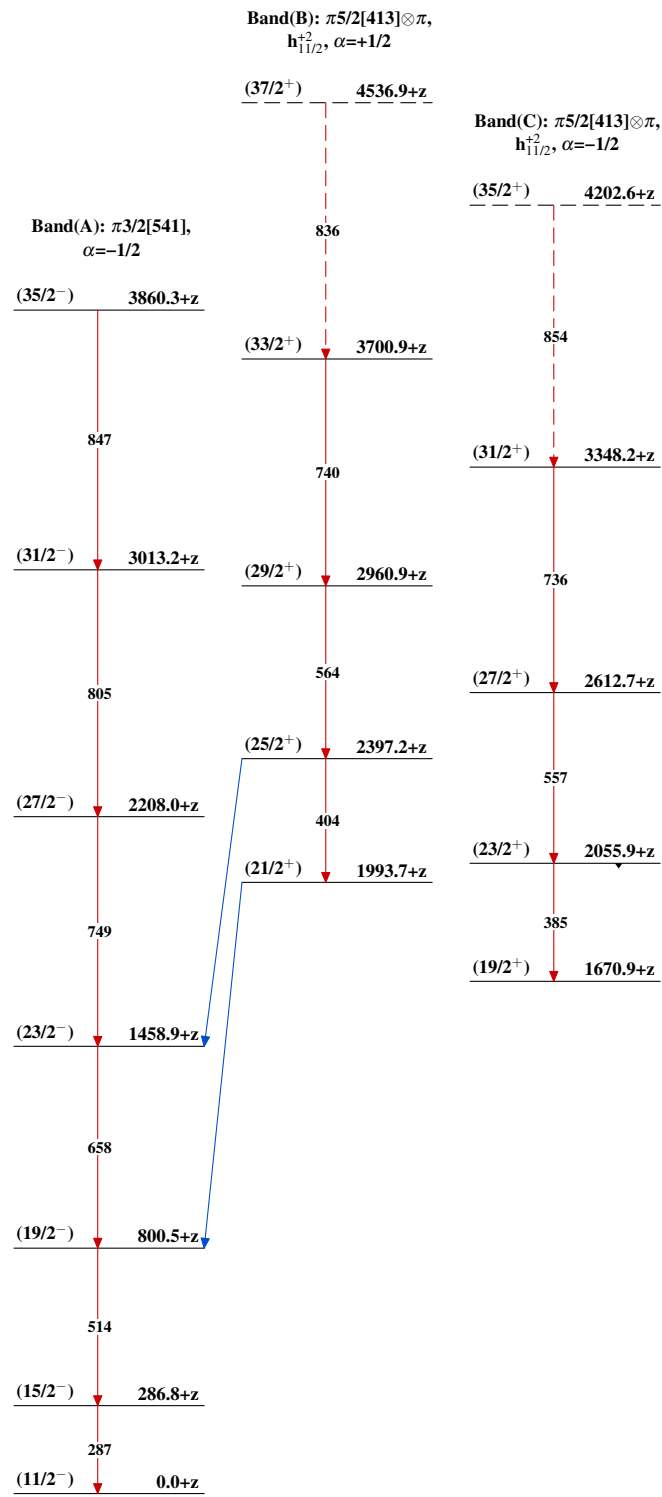 Band(A): π3/2[541],
α=−1/2
(35/2⁻) 3860.3+z
847
(31/2⁻) 3013.2+z
805
(27/2⁻) 2208.0+z
749
(23/2⁻) 1458.9+z
658
(19/2⁻) 800.5+z
514
(15/2⁻) 286.8+z
287
(11/2⁻) 0.0+z
Band(B): π5/2[413]⊗π,
h₁₁/₂⁺², α=+1/2
(37/2⁺) 4536.9+z
836
(33/2⁺) 3700.9+z
740
(29/2⁺) 2960.9+z
564
(25/2⁺) 2397.2+z
404
(21/2⁺) 1993.7+z
Band(C): π5/2[413]⊗π,
h₁₁/₂⁺², α=−1/2
(35/2⁺) 4202.6+z
854
(31/2⁺) 3348.2+z
736
(27/2⁺) 2612.7+z
557
(23/2⁺) 2055.9+z
385
(19/2⁺) 1670.9+z